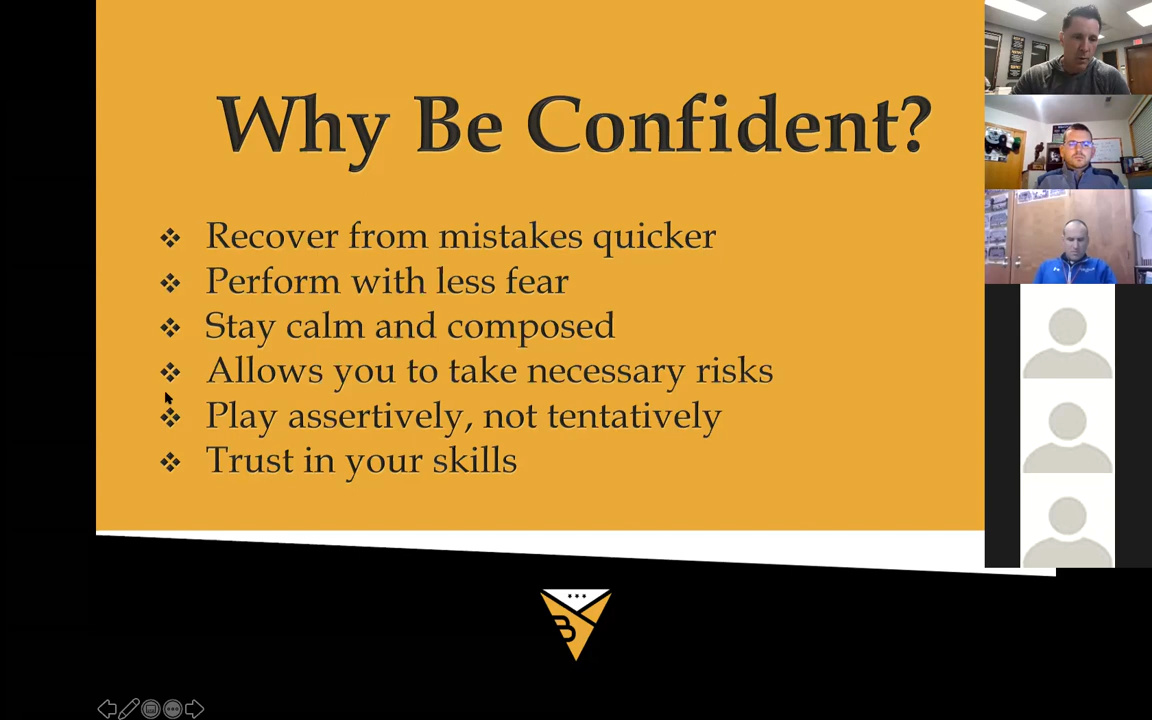 Why Be Confident?
❖ Recover from mistakes quicker
❖ Perform with less fear
❖ Stay calm and composed
❖ Allows you to take necessary risks
❖ Play assertively, not tentatively
❖ Trust in your skills
B